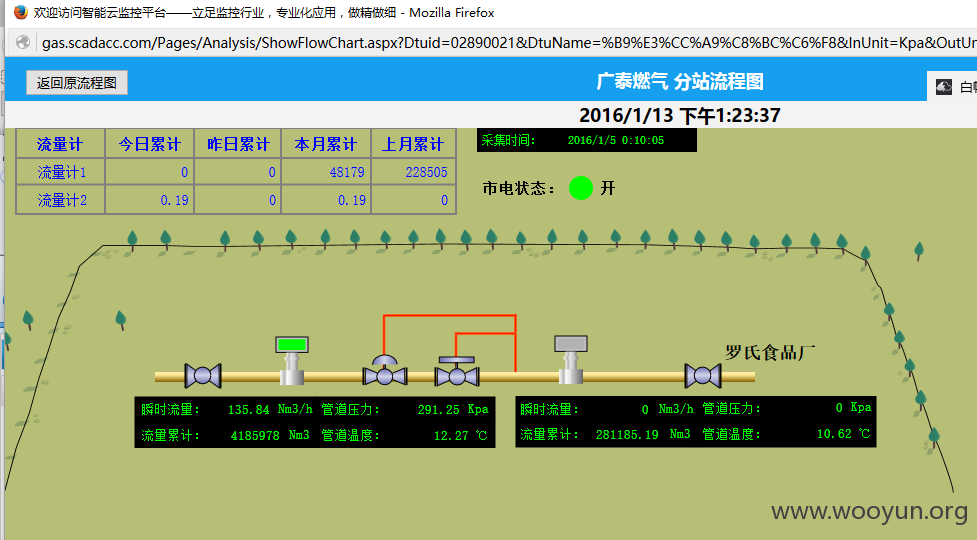 欢迎访问智能云监控平台——立足监控行业，专业化应用，做精做细 - Mozilla Firefox
gas.scadacc.com/Pages/Analysis/ShowFlowChart.aspx?Dtuid=02890021&DtuName=%B9%E3%CC%A9%C8%BC%C6%F8&InUnit=Kpa&OutUn
返回原流程图
广泰燃气 分站流程图
2016/1/13 下午1:23:37
流量计 今日累计 昨日累计 本月累计 上月累计
流量计1 0 0 48179 228505
流量计2 0.19 0 0.19 0
采集时间： 2016/1/5 0:10:05
市电状态： 开
罗氏食品厂
瞬时流量： 135.84 Nm3/h 管道压力： 291.25 Kpa
流量累计： 4185978 Nm3 管道温度： 12.27 ℃
瞬时流量： 0 Nm3/h 管道压力： 0 Kpa
流量累计： 281185.19 Nm3 管道温度： 10.62 ℃
www.wooyun.org